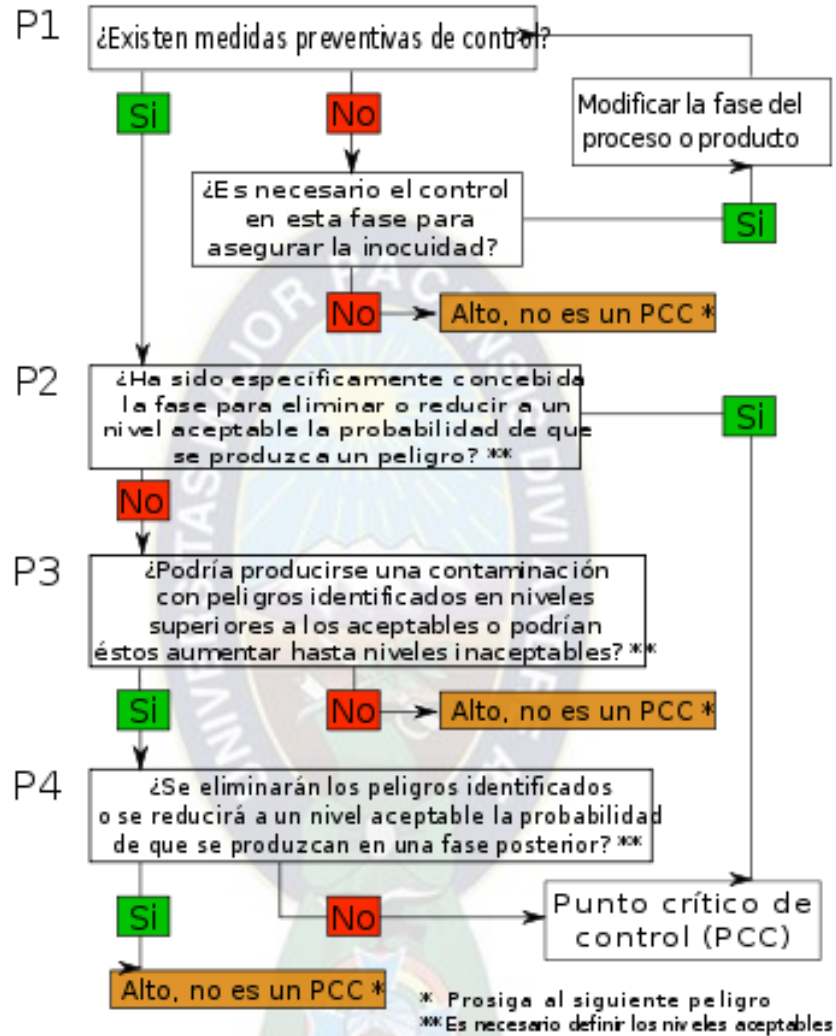 P1
¿Existen medidas preventivas de control?
Si
No
Modificar la fase del
proceso o producto
¿Es necesario el control
en esta fase para
asegurar la inocuidad?
Si
No
Alto, no es un PCC *
P2
¿Ha sido específicamente concebida
la fase para eliminar o reducir a un
nivel aceptable la probabilidad de que
se produzca un peligro? **
Si
No
P3
¿Podría producirse una contaminación
con peligros identificados en niveles
superiores a los aceptables o podrían
éstos aumentar hasta niveles inaceptables? **
Si
No
Alto, no es un PCC *
P4
¿Se eliminarán los peligros identificados
o se reducirá a un nivel aceptable la probabilidad
de que se produzcan en una fase posterior? **
Si
No
Punto crítico de
control (PCC)
Alto, no es un PCC *
* Prosiga al siguiente peligro
** Es necesario definir los niveles aceptables
UNIVERSITAS MAJOR PACENSIS DIVI ANDREAE